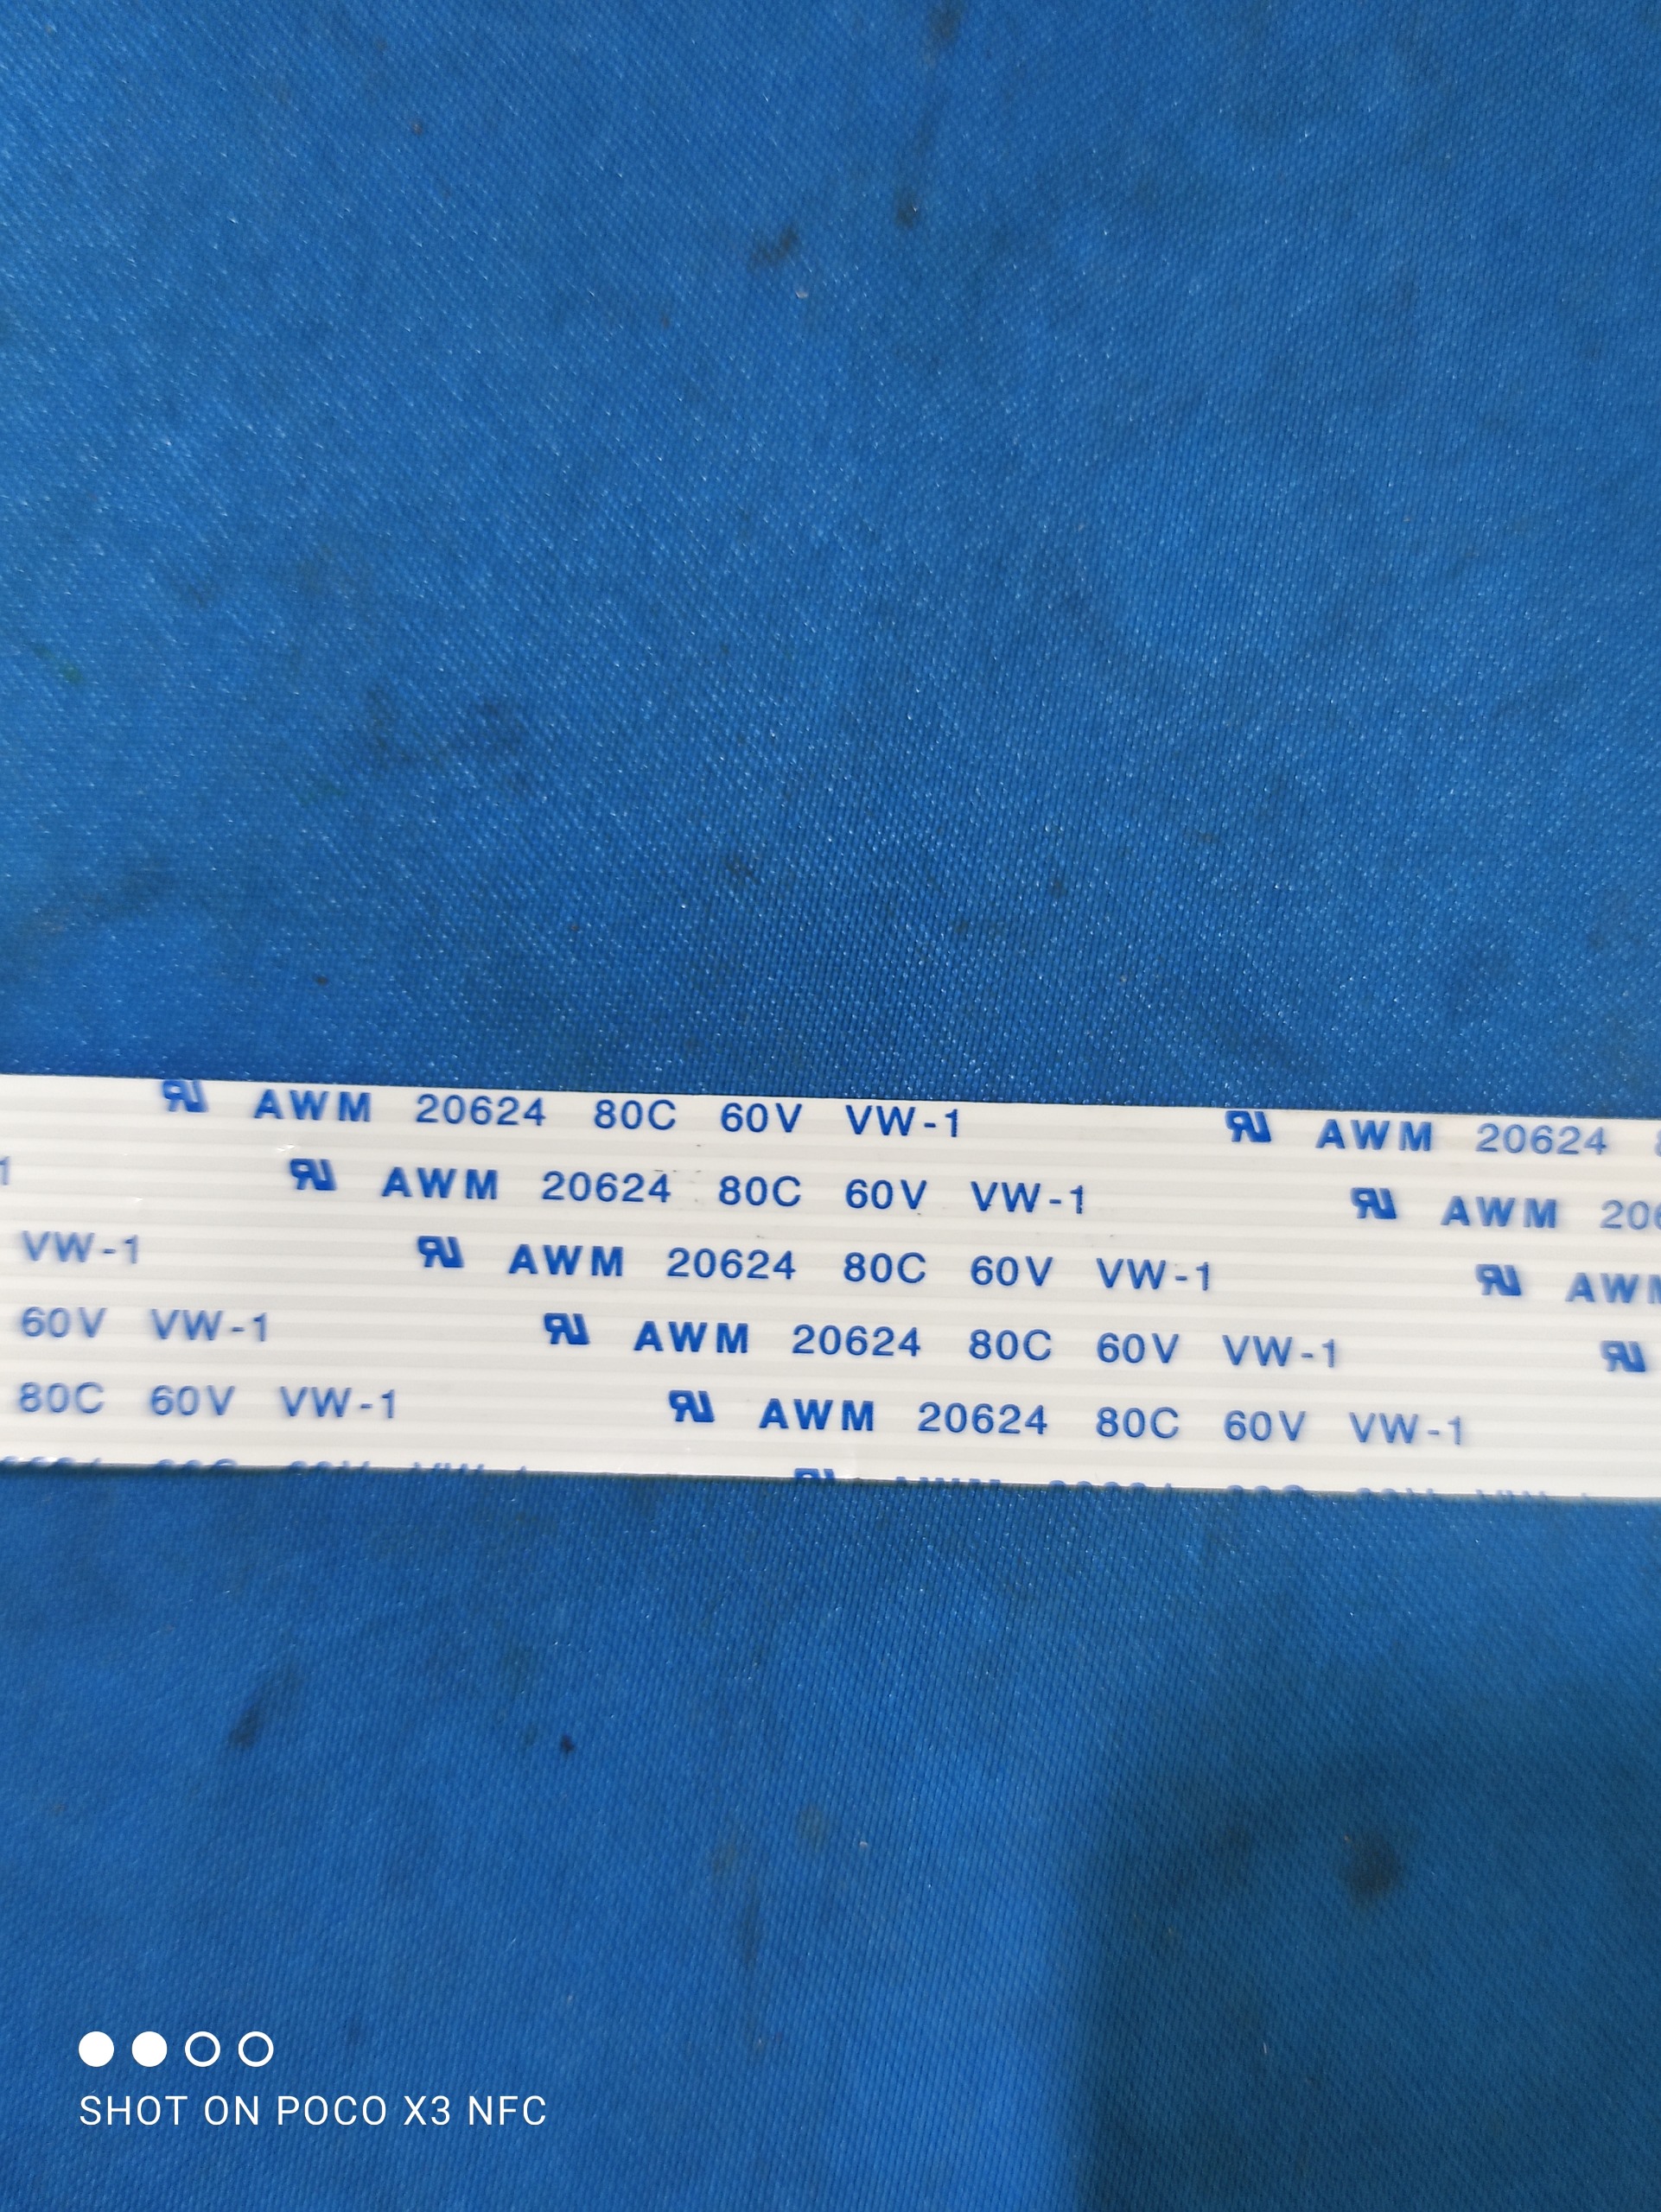 AWM 20624 80C 60V VW-1 AWM 20624
AWM 20624 80C 60V VW-1 AWM
VW-1 AWM 20624 80C 60V VW-1
60V VW-1 AWM 20624 80C 60V VW-1
80C 60V VW-1 AWM 20624 80C 60V VW-1
SHOT ON POCO X3 NFC